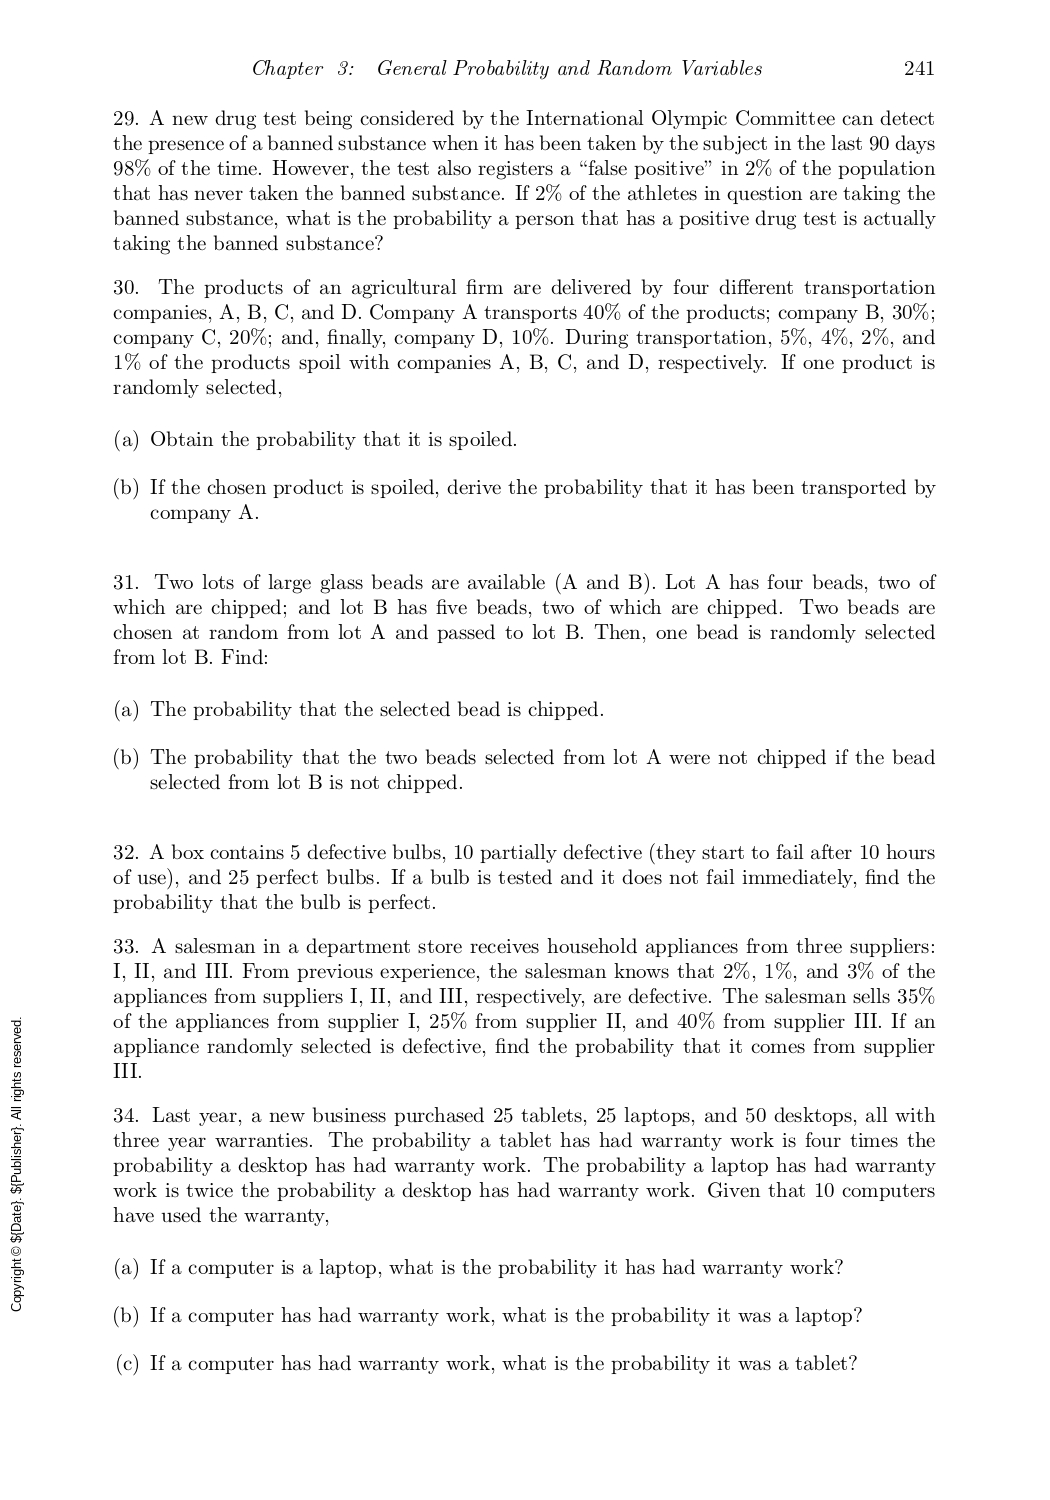 Chapter 3: General Probability and Random Variables 241
29. A new drug test being considered by the International Olympic Committee can detect
the presence of a banned substance when it has been taken by the subject in the last 90 days
98% of the time. However, the test also registers a “false positive” in 2% of the population
that has never taken the banned substance. If 2% of the athletes in question are taking the
banned substance, what is the probability a person that has a positive drug test is actually
taking the banned substance?
30. The products of an agricultural firm are delivered by four different transportation
companies, A, B, C, and D. Company A transports 40% of the products; company B, 30%;
company C, 20%; and, finally, company D, 10%. During transportation, 5%, 4%, 2%, and
1% of the products spoil with companies A, B, C, and D, respectively. If one product is
randomly selected,
(a) Obtain the probability that it is spoiled.
(b) If the chosen product is spoiled, derive the probability that it has been transported by
company A.
31. Two lots of large glass beads are available (A and B). Lot A has four beads, two of
which are chipped; and lot B has five beads, two of which are chipped. Two beads are
chosen at random from lot A and passed to lot B. Then, one bead is randomly selected
from lot B. Find:
(a) The probability that the selected bead is chipped.
(b) The probability that the two beads selected from lot A were not chipped if the bead
selected from lot B is not chipped.
32. A box contains 5 defective bulbs, 10 partially defective (they start to fail after 10 hours
of use), and 25 perfect bulbs. If a bulb is tested and it does not fail immediately, find the
probability that the bulb is perfect.
33. A salesman in a department store receives household appliances from three suppliers:
I, II, and III. From previous experience, the salesman knows that 2%, 1%, and 3% of the
appliances from suppliers I, II, and III, respectively, are defective. The salesman sells 35%
of the appliances from supplier I, 25% from supplier II, and 40% from supplier III. If an
appliance randomly selected is defective, find the probability that it comes from supplier
III.
34. Last year, a new business purchased 25 tablets, 25 laptops, and 50 desktops, all with
three year warranties. The probability a tablet has had warranty work is four times the
probability a desktop has had warranty work. The probability a laptop has had warranty
work is twice the probability a desktop has had warranty work. Given that 10 computers
have used the warranty,
(a) If a computer is a laptop, what is the probability it has had warranty work?
(b) If a computer has had warranty work, what is the probability it was a laptop?
(c) If a computer has had warranty work, what is the probability it was a tablet?
Copyright © ${Date}. ${Publisher}. All rights reserved.